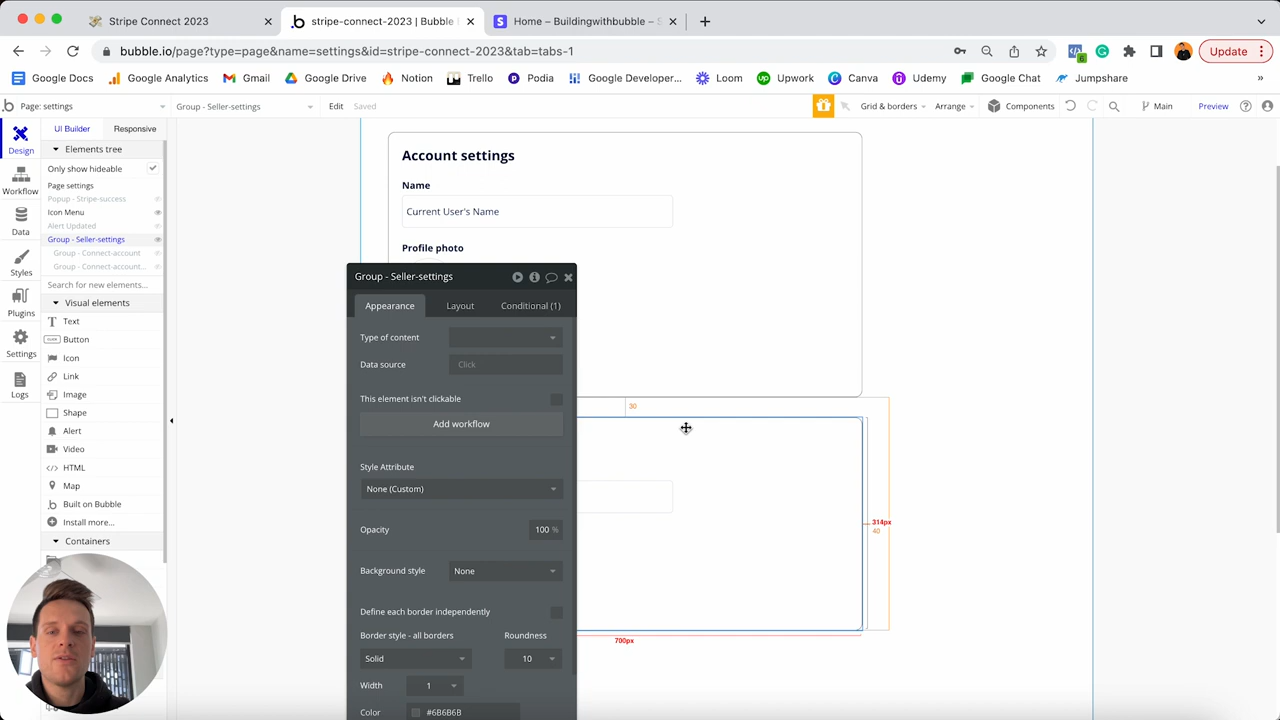 Stripe Connect 2023
stripe-connect-2023 | Bubble
Home – Buildingwithbubble – S
bubble.io/page?type=page&name=settings&id=stripe-connect-2023&tab=tabs-1
Update
Google Docs
Google Analytics
Gmail
Google Drive
Notion
Trello
Podia
Google Developer...
Loom
Upwork
Canva
Udemy
Google Chat
Jumpshare
»
Page: settings
Group - Seller-settings
Edit
Saved
Grid & borders
Arrange
Components
Main
Preview
Design
Workflow
Data
Styles
Plugins
Settings
Logs
UI Builder
Responsive
Elements tree
Only show hideable
Page settings
Popup - Stripe-success
Icon Menu
Alert Updated
Group - Seller-settings
Group - Connect-account
Group - Connect-account...
Search for new elements...
Visual elements
Text
Button
Icon
Link
Image
Shape
Alert
Video
HTML
Map
Built on Bubble
Install more...
Containers
Account settings
Name
Current User's Name
Profile photo
Group - Seller-settings
Appearance
Layout
Conditional (1)
Type of content
Data source
Click
This element isn't clickable
Add workflow
Style Attribute
None (Custom)
Opacity
100 %
Background style
None
Define each border independently
Border style - all borders
Roundness
Solid
10
Width
1
Color
#6B6B6B
30
314px
40
700px